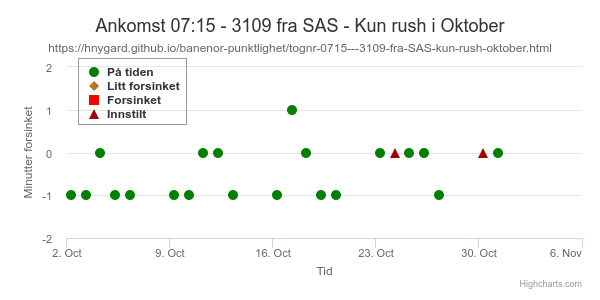 Ankomst 07:15 - 3109 fra SAS - Kun rush i Oktober
https://hnygard.github.io/banenor-punktlighet/tognr-0715---3109-fra-SAS-kun-rush-oktober.html
På tiden
Litt forsinket
Forsinket
Innstilt
Minutter forsinket
2
1
0
-1
-2
2. Oct
9. Oct
16. Oct
23. Oct
30. Oct
6. Nov
Tid
Highcharts.com